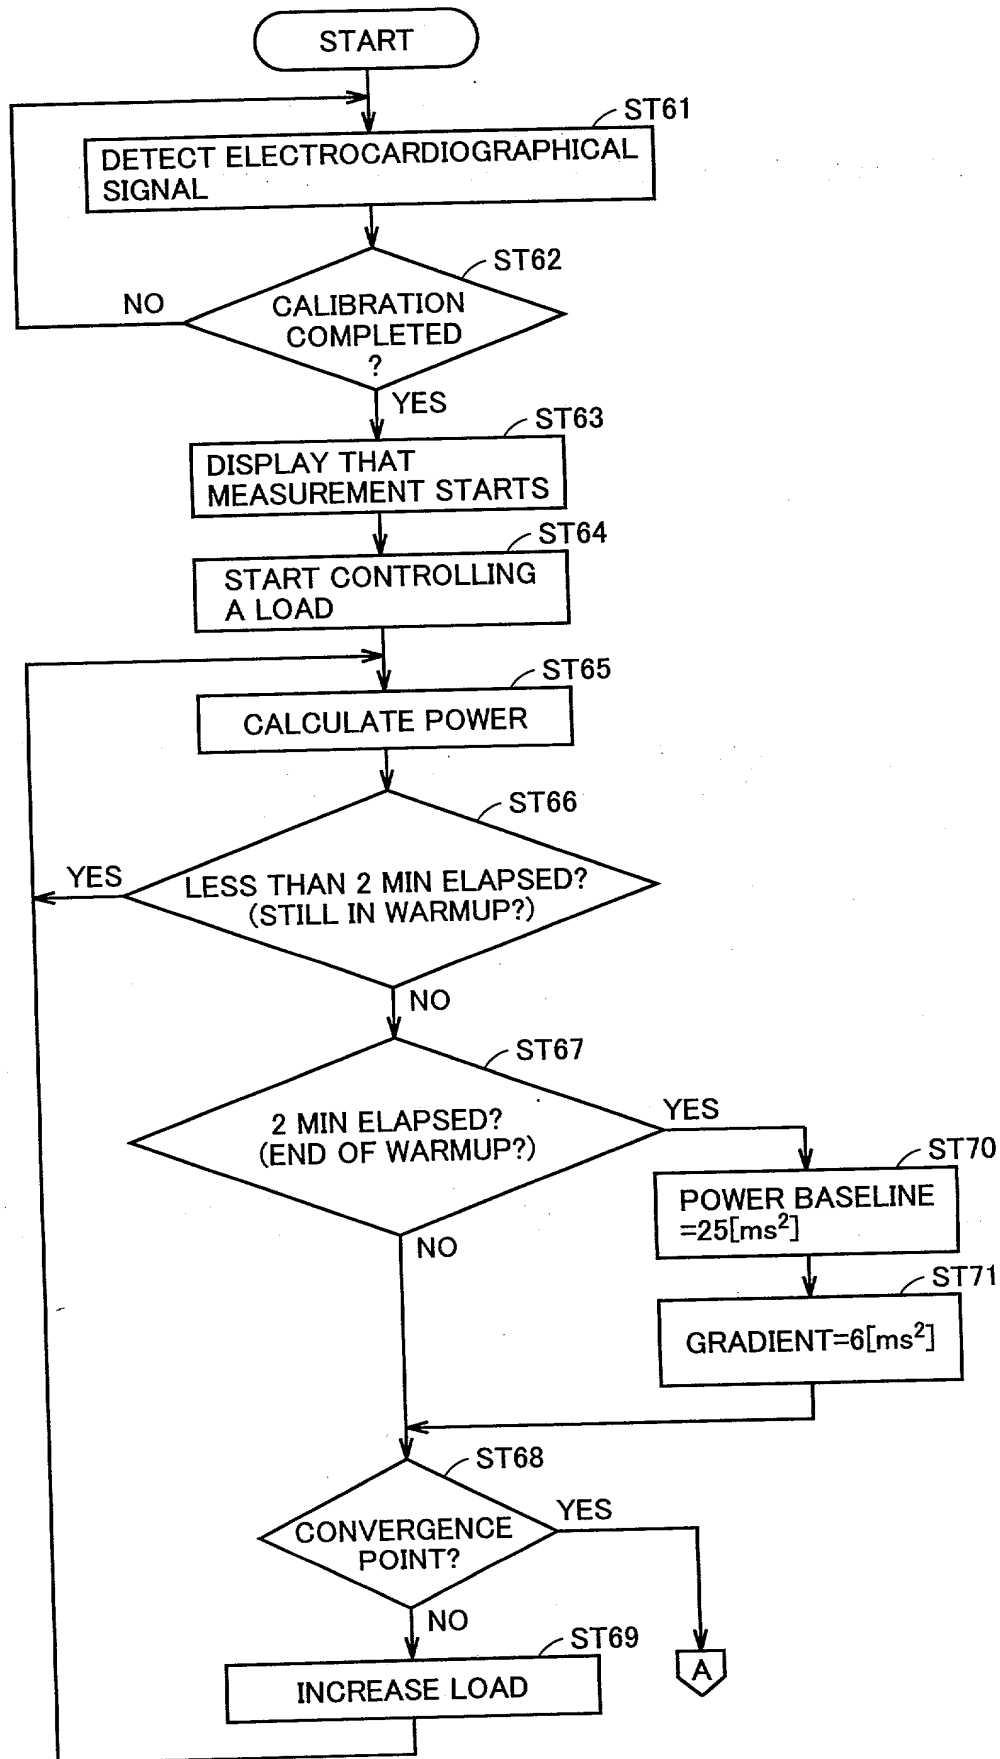 START
ST61
DETECT ELECTROCARDIOGRAPHICAL
SIGNAL
ST62
NO
CALIBRATION
COMPLETED
?
YES
ST63
DISPLAY THAT
MEASUREMENT STARTS
ST64
START CONTROLLING
A LOAD
ST65
CALCULATE POWER
ST66
YES
LESS THAN 2 MIN ELAPSED?
(STILL IN WARMUP?)
NO
ST67
2 MIN ELAPSED?
(END OF WARMUP?)
YES
ST70
POWER BASELINE
=25[ms²]
NO
ST71
GRADIENT=6[ms²]
ST68
YES
CONVERGENCE
POINT?
NO
ST69
INCREASE LOAD
A